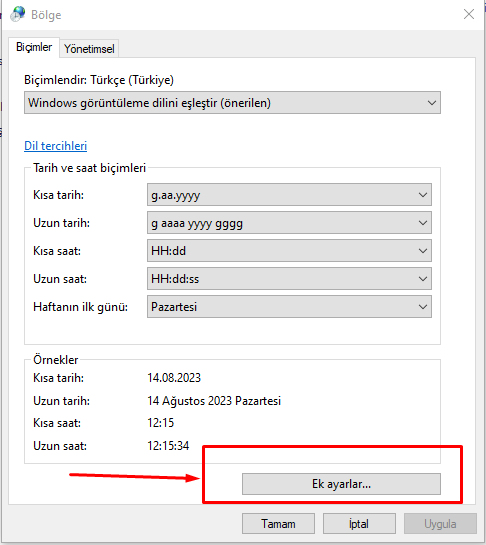 Bölge
Biçimler Yönetimsel
Biçimlendir: Türkçe (Türkiye)
Windows görüntüleme dilini eşleştir (önerilen)
Dil tercihleri
Tarih ve saat biçimleri
Kısa tarih: g.aa.yyyy
Uzun tarih: g aaaa yyyy gggg
Kısa saat: HH:dd
Uzun saat: HH:dd:ss
Haftanın ilk günü: Pazartesi
Örnekler
Kısa tarih: 14.08.2023
Uzun tarih: 14 Ağustos 2023 Pazartesi
Kısa saat: 12:15
Uzun saat: 12:15:34
Ek ayarlar...
Tamam İptal Uygula